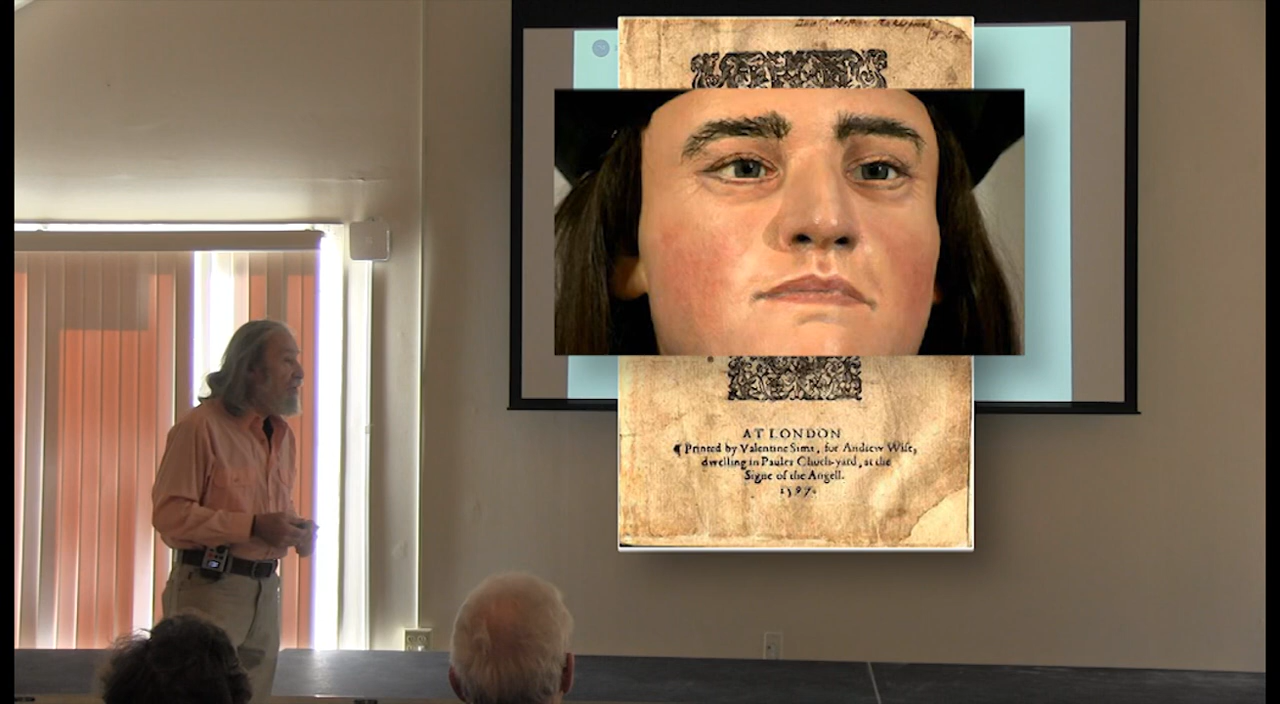 AT LONDON
Printed by Valentine Sims, for Andrew Wise,
dwelling in Paules Chuch-yard, at the
Signe of the Angell.
1597.